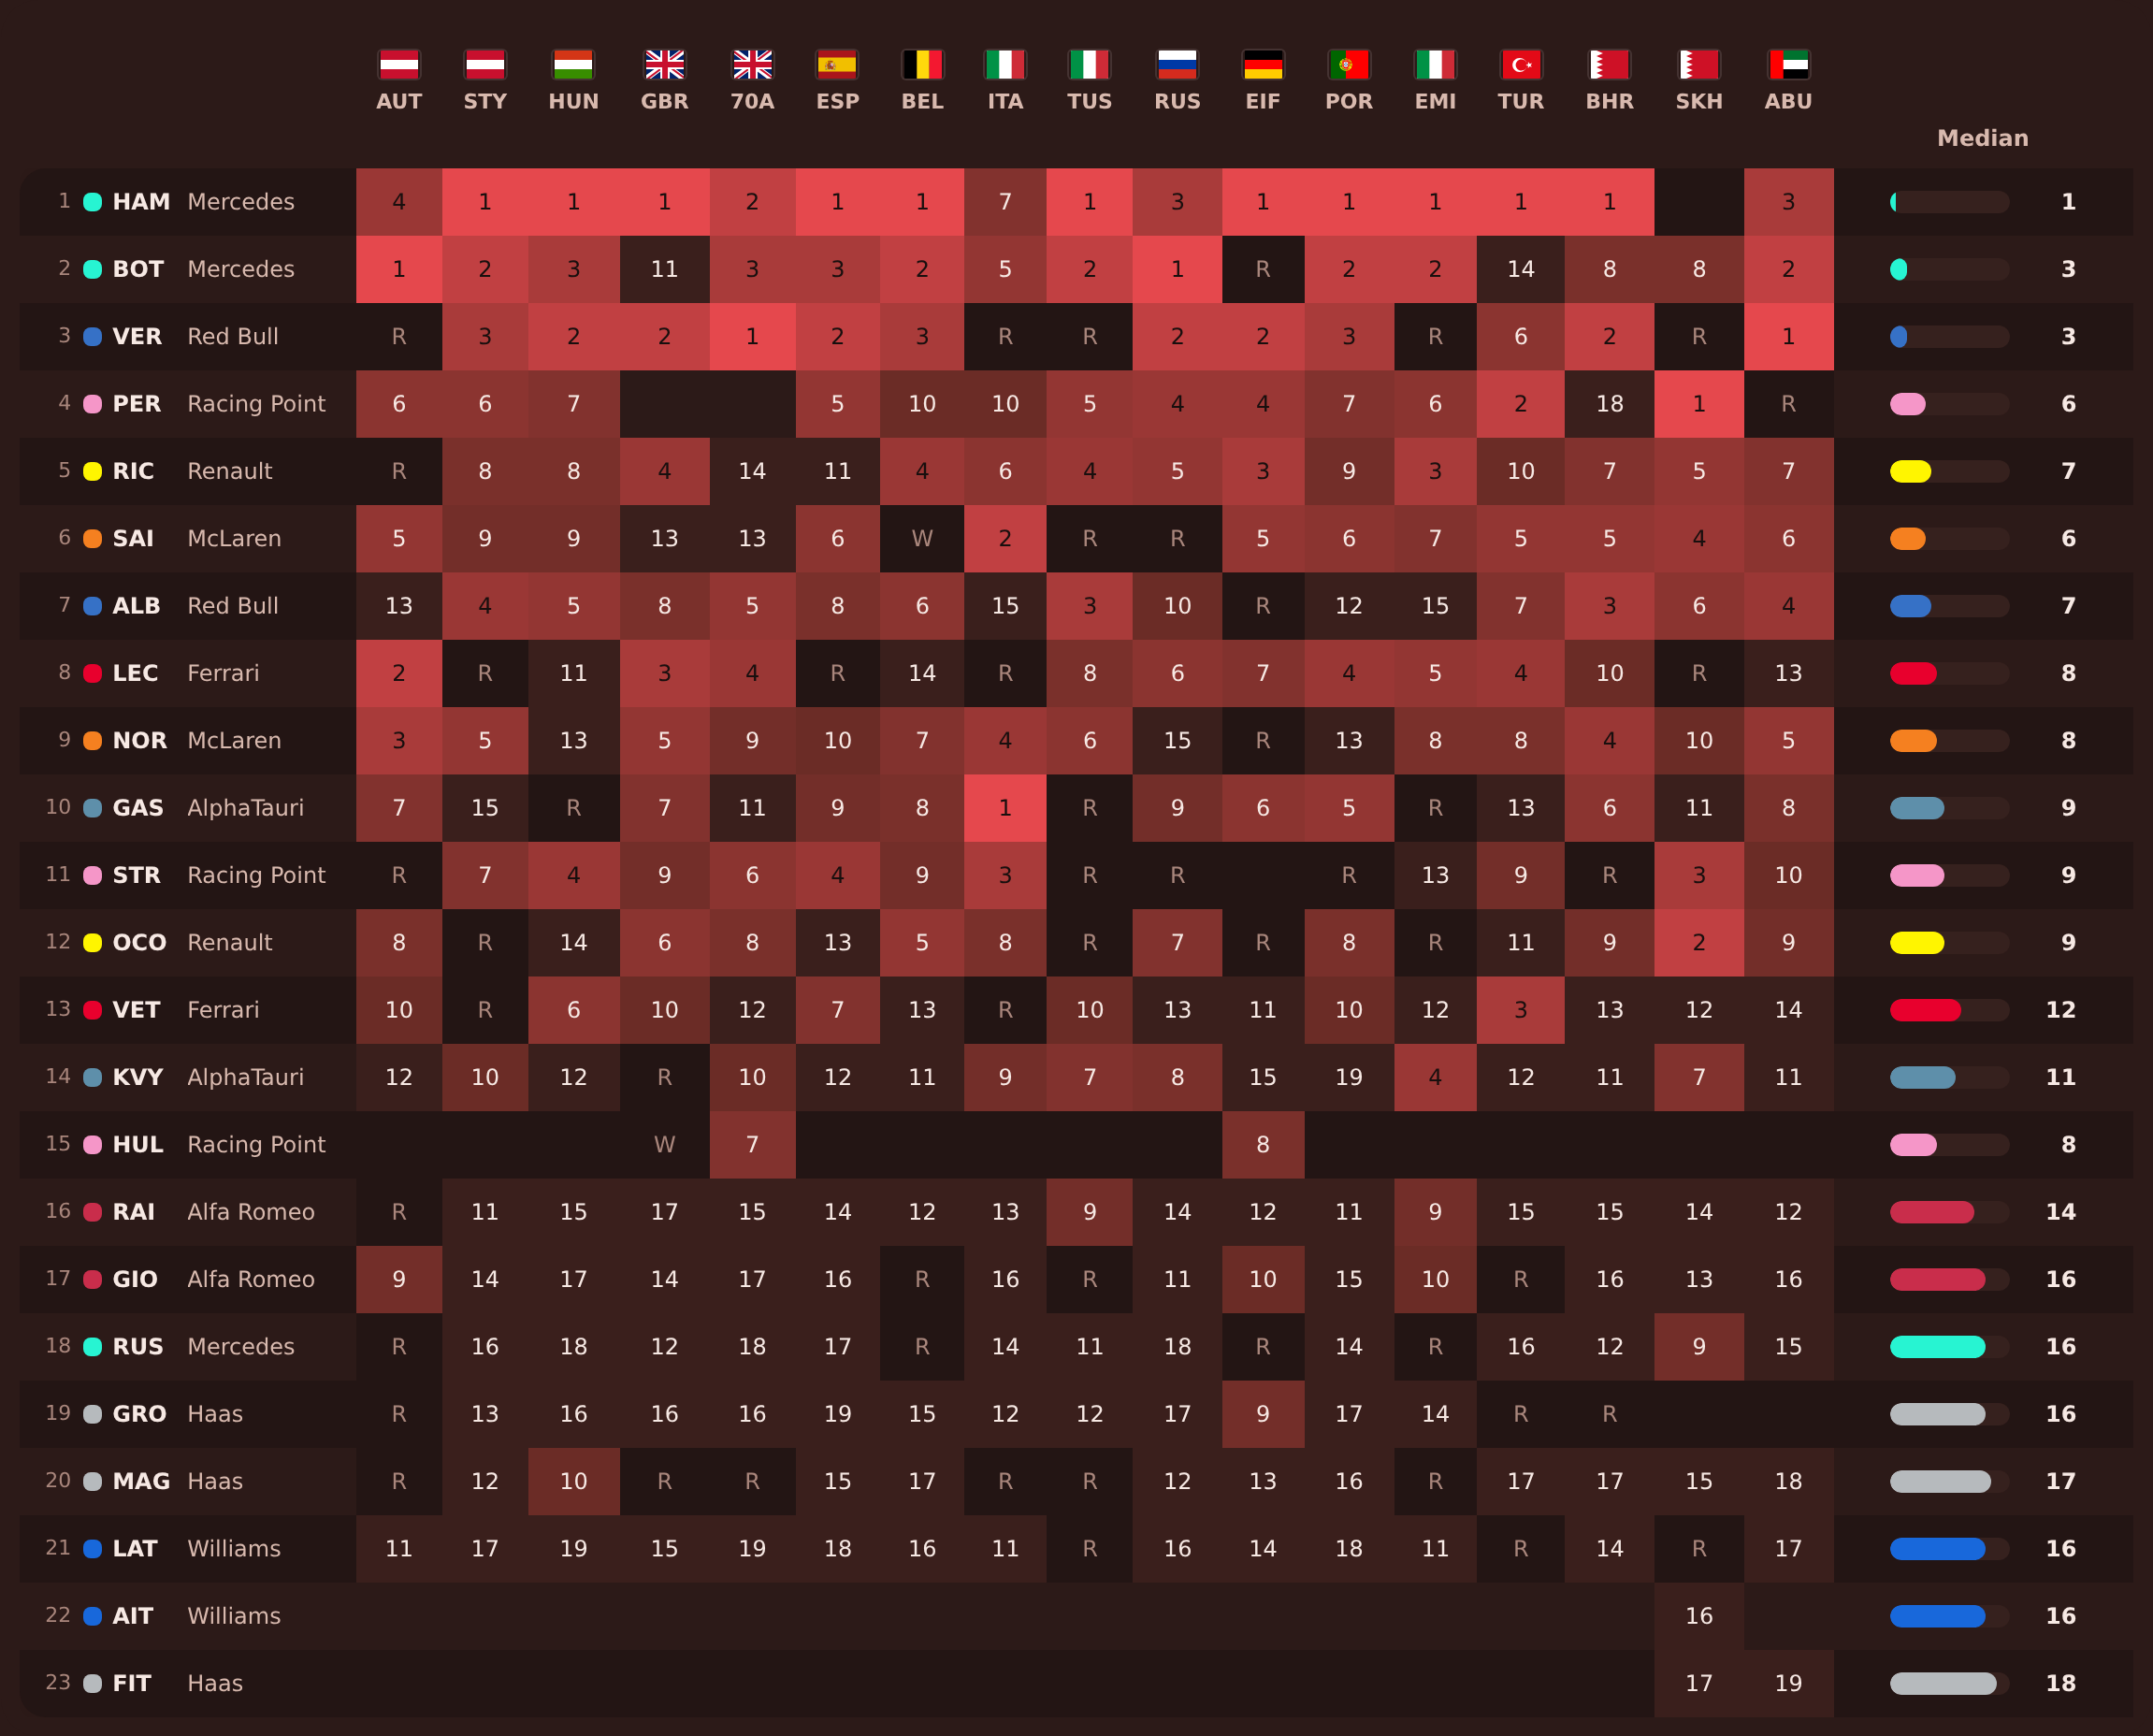 AUT STY HUN GBR 70A ESP BEL ITA TUS RUS EIF POR EMI TUR BHR SKH ABU
Median
1 HAM Mercedes 4 1 1 1 2 1 1 7 1 3 1 1 1 1 1 3 1
2 BOT Mercedes 1 2 3 11 3 3 2 5 2 1 R 2 2 14 8 8 2 3
3 VER Red Bull R 3 2 2 1 2 3 R R 2 2 3 R 6 2 R 1 3
4 PER Racing Point 6 6 7 5 10 10 5 4 4 7 6 2 18 1 R 6
5 RIC Renault R 8 8 4 14 11 4 6 4 5 3 9 3 10 7 5 7 7
6 SAI McLaren 5 9 9 13 13 6 W 2 R R 5 6 7 5 5 4 6 6
7 ALB Red Bull 13 4 5 8 5 8 6 15 3 10 R 12 15 7 3 6 4 7
8 LEC Ferrari 2 R 11 3 4 R 14 R 8 6 7 4 5 4 10 R 13 8
9 NOR McLaren 3 5 13 5 9 10 7 4 6 15 R 13 8 8 4 10 5 8
10 GAS AlphaTauri 7 15 R 7 11 9 8 1 R 9 6 5 R 13 6 11 8 9
11 STR Racing Point R 7 4 9 6 4 9 3 R R R 13 9 R 3 10 9
12 OCO Renault 8 R 14 6 8 13 5 8 R 7 R 8 R 11 9 2 9 9
13 VET Ferrari 10 R 6 10 12 7 13 R 10 13 11 10 12 3 13 12 14 12
14 KVY AlphaTauri 12 10 12 R 10 12 11 9 7 8 15 19 4 12 11 7 11 11
15 HUL Racing Point W 7 8 8
16 RAI Alfa Romeo R 11 15 17 15 14 12 13 9 14 12 11 9 15 15 14 12 14
17 GIO Alfa Romeo 9 14 17 14 17 16 R 16 R 11 10 15 10 R 16 13 16 16
18 RUS Mercedes R 16 18 12 18 17 R 14 11 18 R 14 R 16 12 9 15 16
19 GRO Haas R 13 16 16 16 19 15 12 12 17 9 17 14 R R 16
20 MAG Haas R 12 10 R R 15 17 R R 12 13 16 R 17 17 15 18 17
21 LAT Williams 11 17 19 15 19 18 16 11 R 16 14 18 11 R 14 R 17 16
22 AIT Williams 16 16
23 FIT Haas 17 19 18